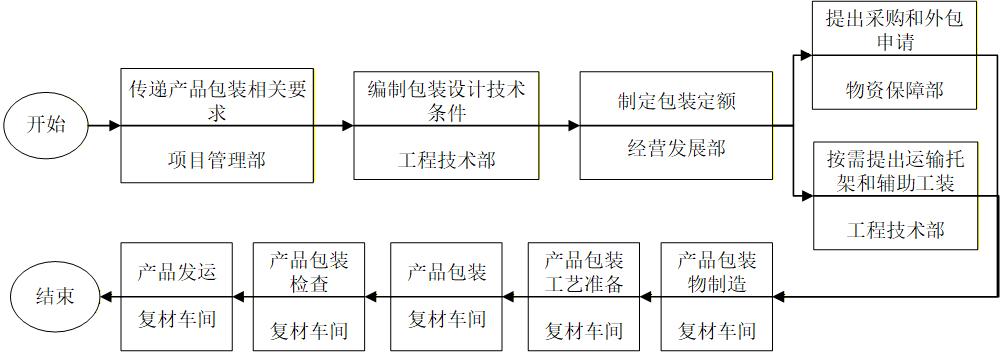 开始
传递产品包装相关要
求
项目管理部
编制包装设计技术
条件
工程技术部
制定包装定额
经营发展部
提出采购和外包
申请
物资保障部
按需提出运输托
架和辅助工装
工程技术部
产品包装
物制造
复材车间
产品包装
工艺准备
复材车间
产品包装
复材车间
产品包装
检查
复材车间
产品发运
复材车间
结束